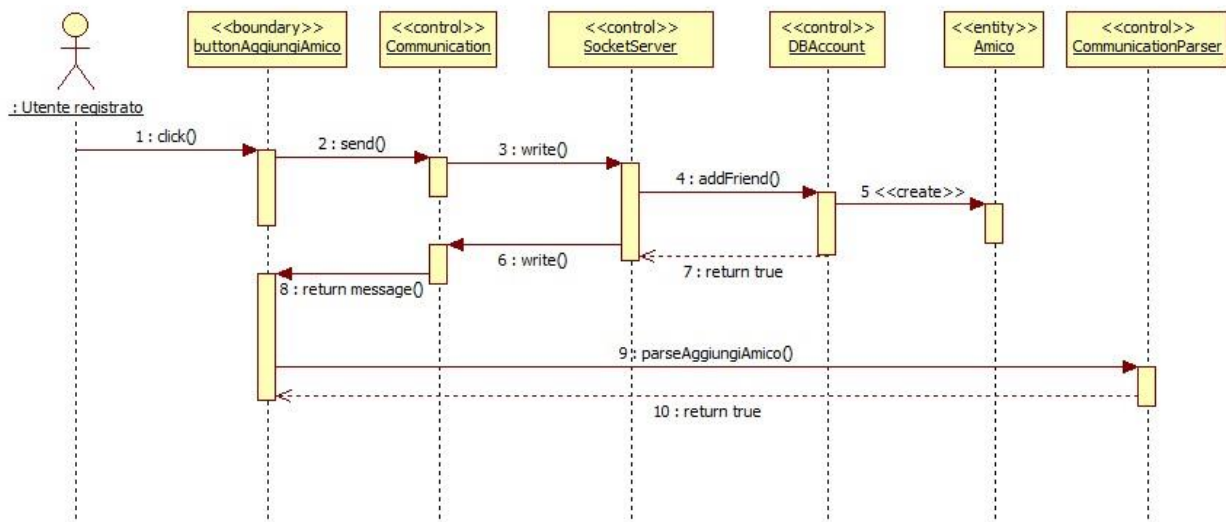 <<boundary>>
buttonAggiungiAmico
<<control>>
Communication
<<control>>
SocketServer
<<control>>
DBAccount
<<entity>>
Amico
<<control>>
CommunicationParser
: Utente registrato
1 : click()
2 : send()
3 : write()
4 : addFriend()
5 <<create>>
6 : write()
7 : return true
8 : return message()
9 : parseAggiungiAmico()
10 : return true